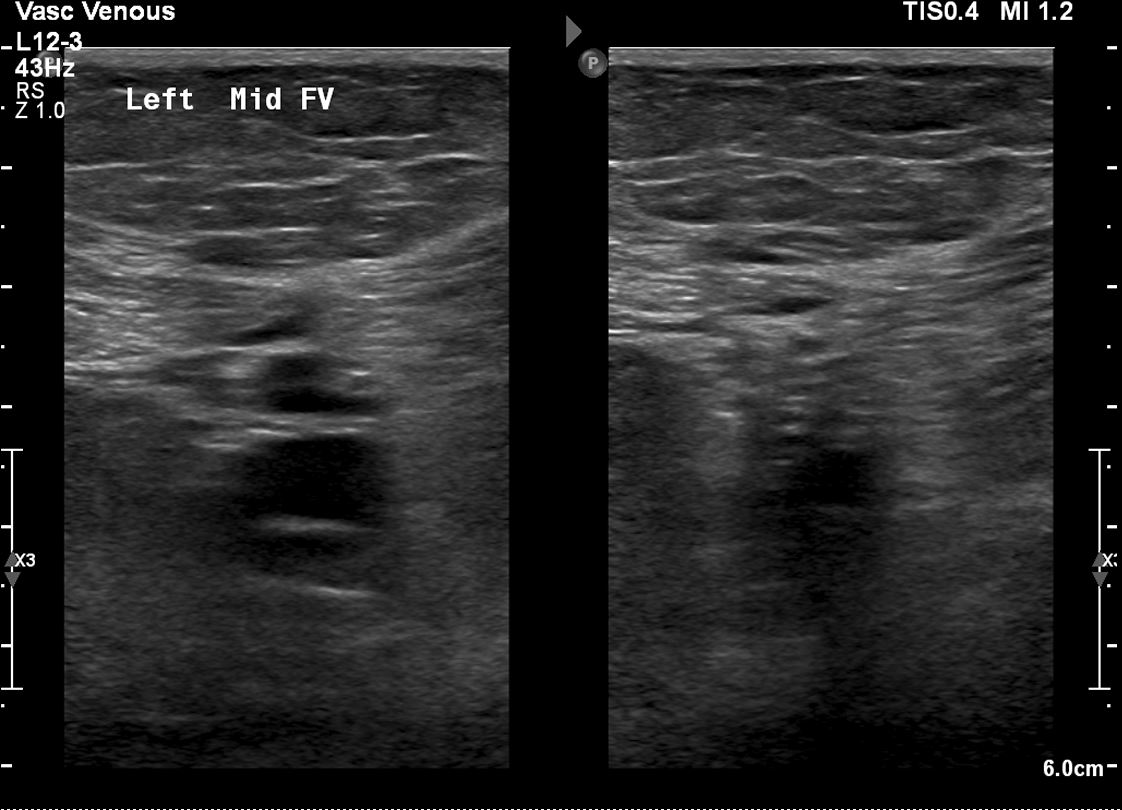 Vasc Venous
TIS0.4 MI 1.2
L12-3
43Hz
RS
Z 1.0
P
Left Mid FV
X3
X3
6.0cm